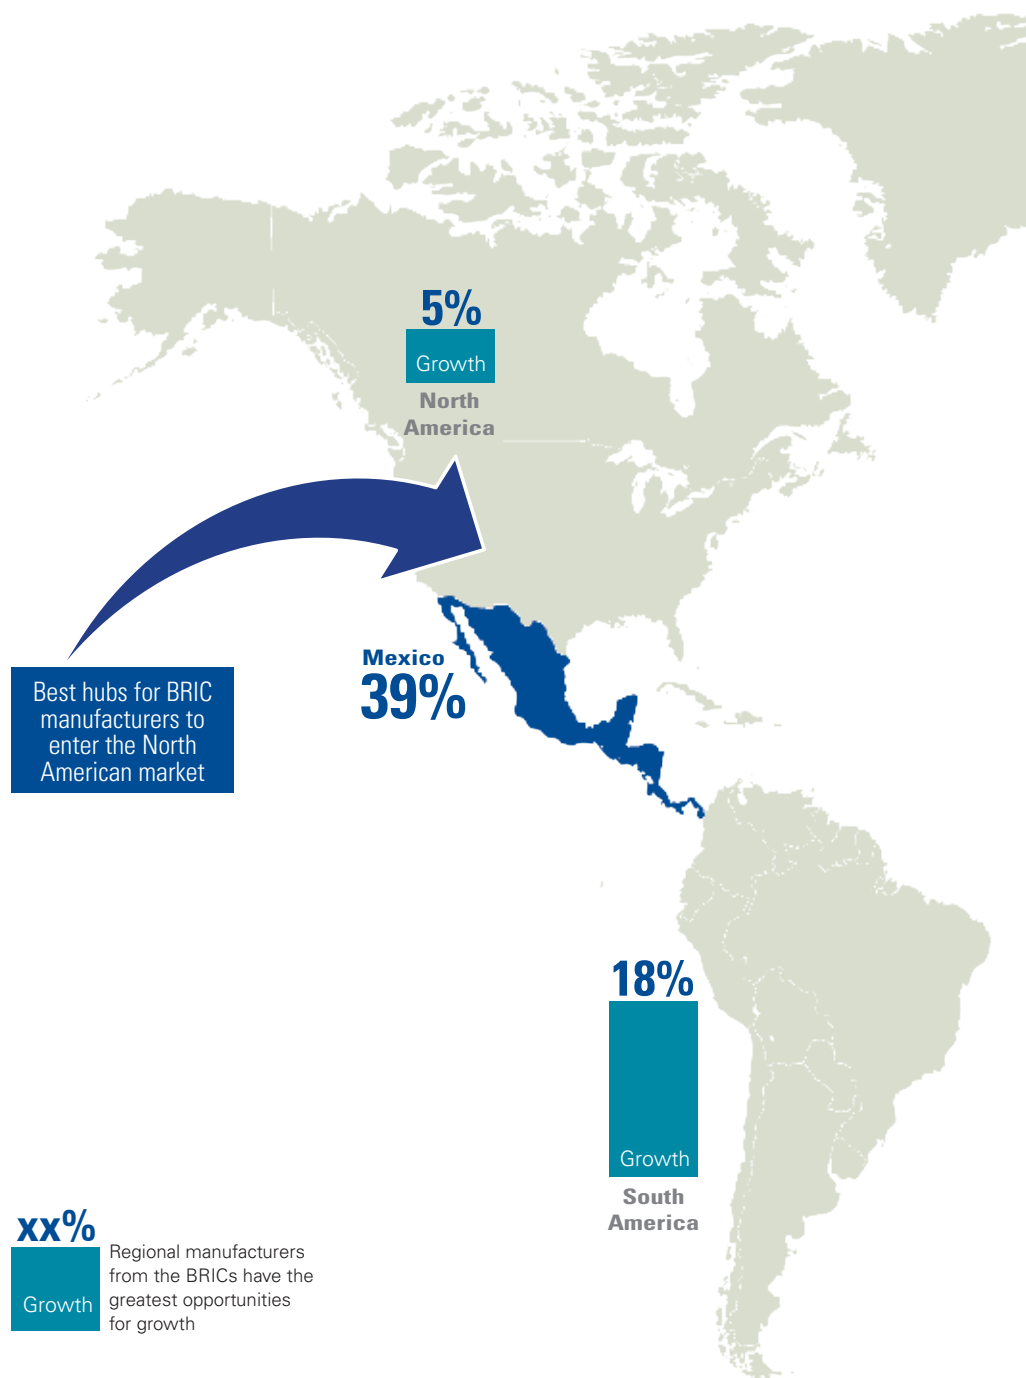 5%
Growth
North
America
Mexico
39%
Best hubs for BRIC
manufacturers to
enter the North
American market
18%
Growth
South
America
xx%
Growth
Regional manufacturers
from the BRICs have the
greatest opportunities
for growth